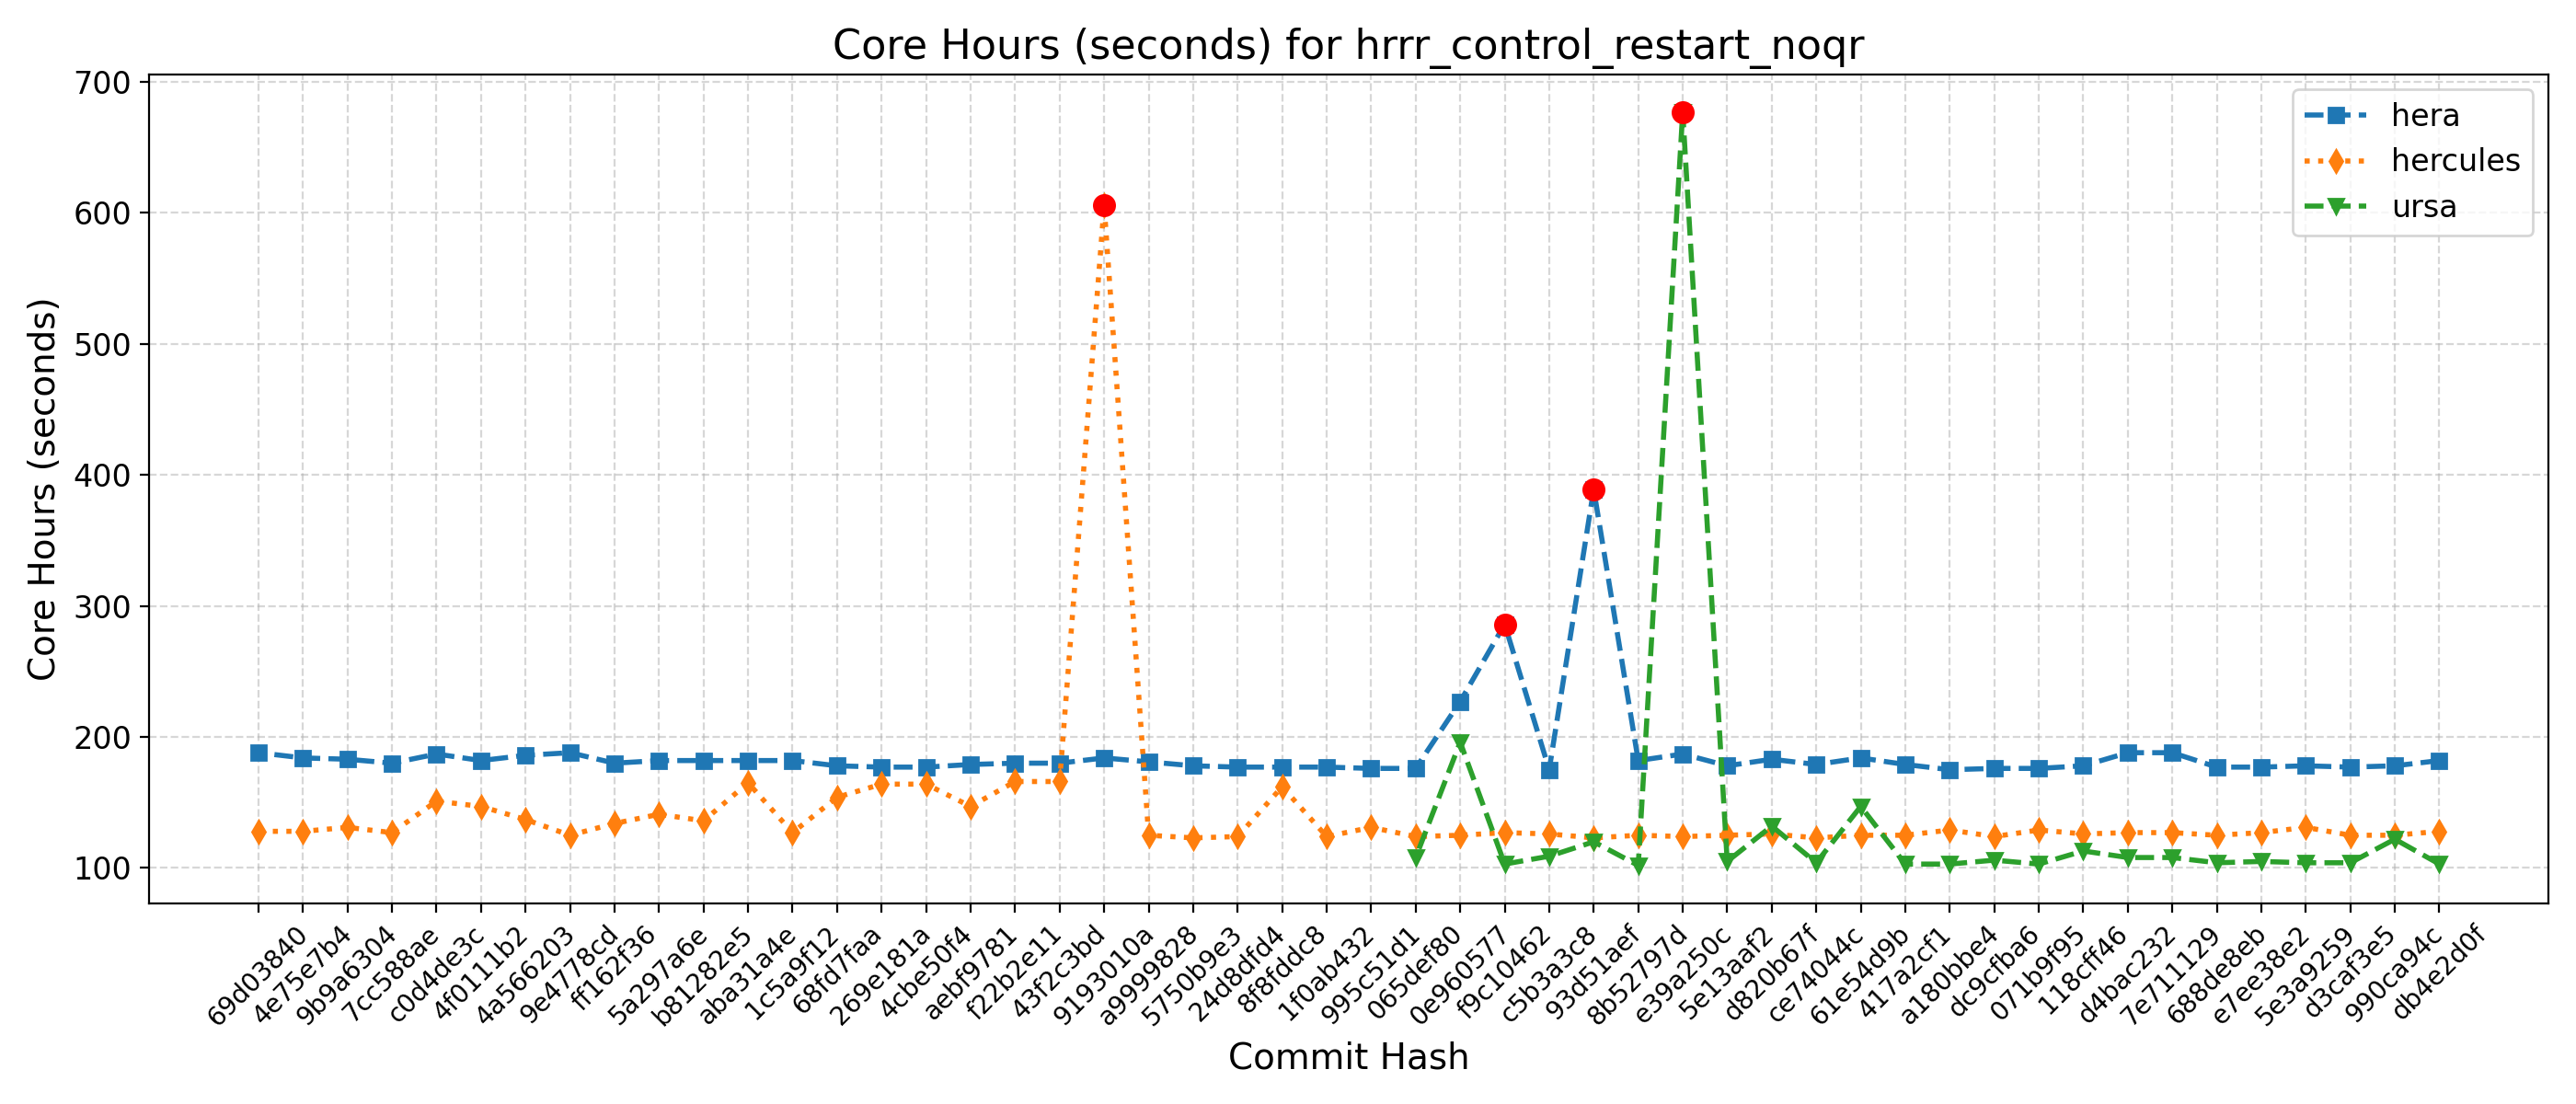 Core Hours (seconds) for hrrr_control_restart_noqr
Core Hours (seconds)
700
600
500
400
300
200
100
hera
hercules
ursa
69d03840
4e75e7b4
9b9a6304
7cc588ae
c0d4de3c
4f0111b2
4a566203
9e4778cd
ff162f36
5a297a6e
b81282e5
aba31a4e
1c5a9f12
68fd7faa
269e181a
4cbe50f4
aebf9781
f22b2e11
43f2c3bd
9193010a
a9999828
5750b9e3
24d8dfd4
8f8fddc8
1f0ab432
995c51d1
065def80
0e960577
f9c10462
c5b3a3c8
93d51aef
8b52797d
e39a250c
5e13aaf2
d820b67f
ce74044c
61e54d9b
417a2cf1
a180bbe4
dc9cfba6
071b9f95
118cff46
d4bac232
7e711129
688de8eb
e7ee38e2
5e3a9259
d3caf3e5
990ca94c
db4e2d0f
Commit Hash